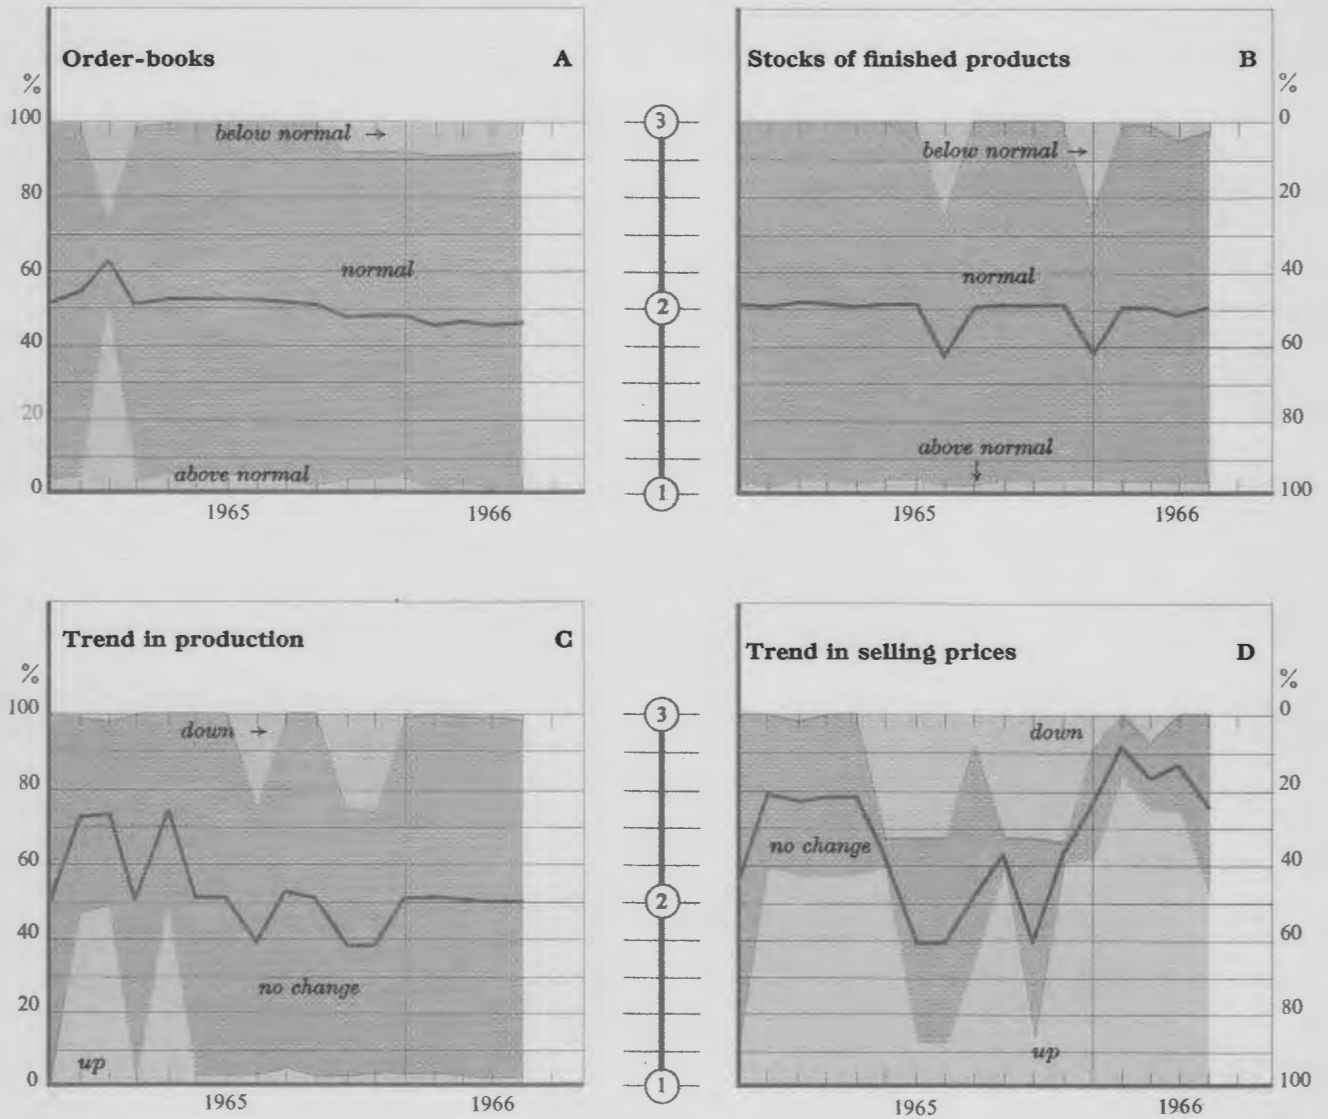 Order-books A
%
100
80
60
40
20
0
below normal →
normal
above normal
1965 1966
3
2
1
Stocks of finished products B
%
0
20
40
60
80
100
below normal →
normal
above normal
↓
1965 1966
Trend in production C
%
100
80
60
40
20
0
down →
no change
up
1965 1966
3
2
1
Trend in selling prices D
%
0
20
40
60
80
100
down
no change
up
1965 1966